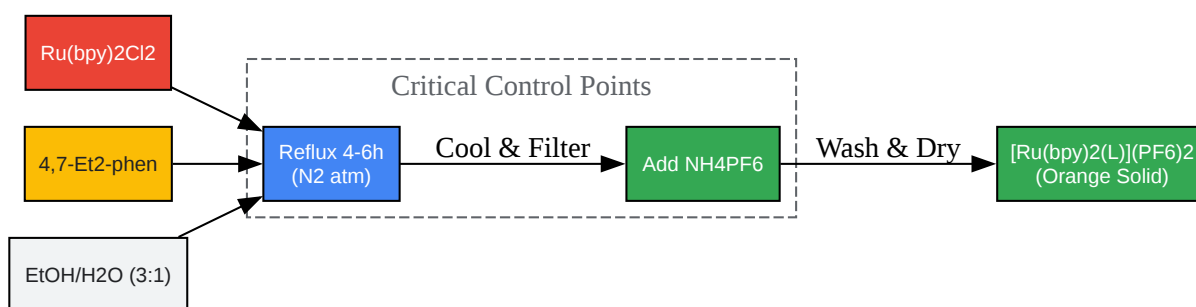 Ru(bpy)2Cl2
Critical Control Points
4,7-Et2-phen
Reflux 4-6h
(N2 atm)
Cool & Filter
Add NH4PF6
Wash & Dry
[Ru(bpy)2(L)](PF6)2
(Orange Solid)
EtOH/H2O (3:1)